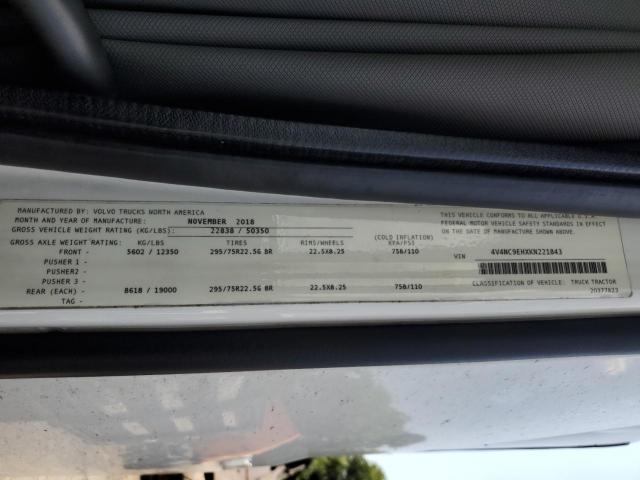 MANUFACTURED BY: VOLVO TRUCKS NORTH AMERICA
MONTH AND YEAR OF MANUFACTURE: NOVEMBER 2018
GROSS VEHICLE WEIGHT RATING (KG/LBS): 22838 / 50350
GROSS AXLE WEIGHT RATING: KG/LBS TIRES RIMS/WHEELS (COLD INFLATION) KPA/PSI
FRONT - 5602 / 12350 295/75R22.5G BR 22.5X8.25 758/110
PUSHER 1 -
PUSHER2 -
PUSHER 3 -
REAR (EACH) - 8618 / 19000 295/75R22.5G BR 22.5X8.25 758/110
TAG -
THIS VEHICLE CONFORMS TO ALL APPLICABLE U.S.A.
FEDERAL MOTOR VEHICLE SAFETY STANDARDS IN EFFECT
ON THE DATE OF MANUFACTURE SHOWN ABOVE.
VIN 4V4NC9EHXKN221843
CLASSIFICATION OF VEHICLE: TRUCK TRACTOR
20377823